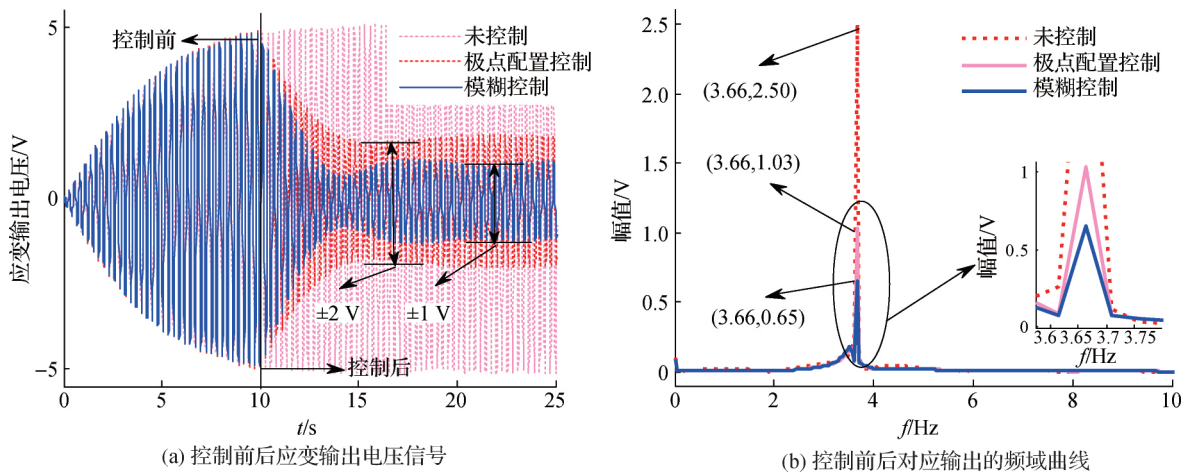 应变输出电压/V
5
0
−5
控制前
未控制
极点配置控制
模糊控制
±2 V
±1 V
控制后
0 5 10 15 20 25
t/s
(a) 控制前后应变输出电压信号
幅值/V
2.5
2.0
1.5
1.0
0.5
0
未控制
极点配置控制
模糊控制
(3.66,2.50)
(3.66,1.03)
(3.66,0.65)
幅值/V
1
0.5
0
3.6 3.65 3.7 3.75
f/Hz
0 2 4 6 8 10
f/Hz
(b) 控制前后对应输出的频域曲线